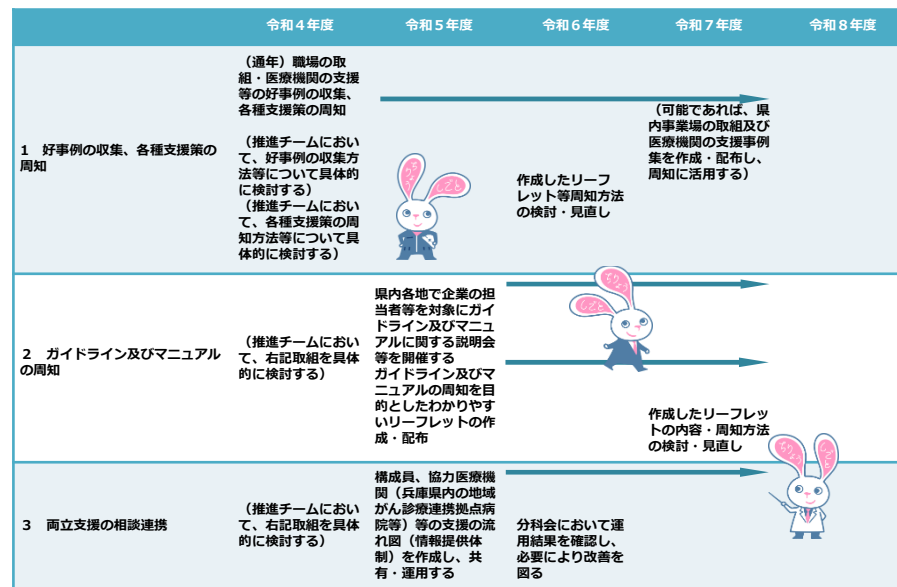 令和４年度 令和５年度 令和６年度 令和７年度 令和８年度
１　好事例の収集、各種支援策の
周知
（通年）職場の取
組・医療機関の支援
等の好事例の収集、
各種支援策の周知
（推進チームにおい
て、好事例の収集方
法等について具体的
に検討する）
（推進チームにおい
て、各種支援策の周
知方法等について具
体的に検討する）
ちりょう
しごと
作成したリーフ
レット等周知方法
の検討・見直し
（可能であれば、県
内事業場の取組及び
医療機関の支援事例
集を作成・配布し、
周知に活用する）
２　ガイドライン及びマニュアル
の周知
（推進チームにおい
て、右記取組を具体
的に検討する）
県内各地で企業の担
当者等を対象にガイ
ドライン及びマニュ
アルに関する説明会
等を開催する
ガイドライン及びマ
ニュアルの周知を目
的としたわかりやす
いリーフレットの作
成・配布
ちりょう
しごと
作成したリーフレッ
トの内容・周知方法
の検討・見直し
ちりょう
しごと
３　両立支援の相談連携
（推進チームにおい
て、右記取組を具体
的に検討する）
構成員、協力医療機
関（兵庫県内の地域
がん診療連携拠点病
院等）等の支援の流
れ図（情報提供体
制）を作成し、共
有・運用する
分科会において運
用結果を確認し、
必要により改善を
図る